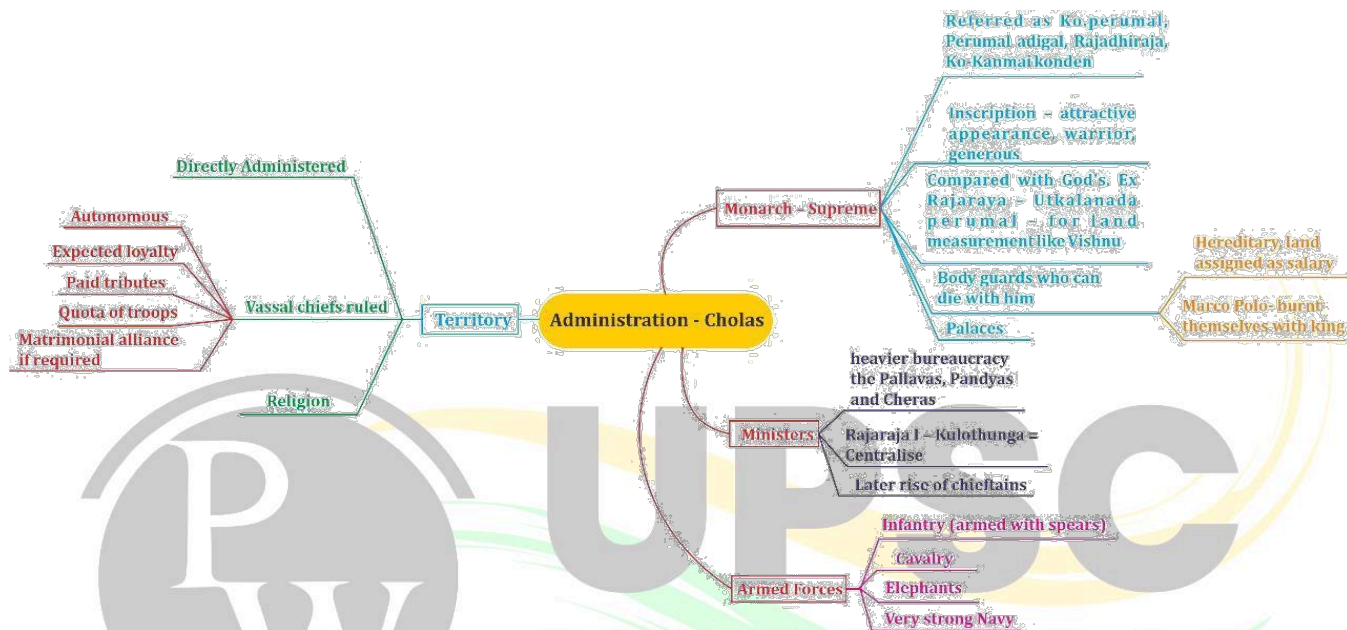 Administration - Cholas
Monarch – Supreme
Referred as Ko.perumal,
Perumal adigal, Rajadhiraja,
Ko-Kanmai konden
Inscription – attractive
appearance, warrior,
generous
Compared with God's. Ex
Rajaraya – Utkalanada
perumal – for land
measurement like Vishnu
Body guards who can
die with him
Hereditary, land
assigned as salary
Marco Polo- burnt
themselves with king
Palaces
Ministers
heavier bureaucracy
the Pallavas, Pandyas
and Cheras
Rajaraja I – Kulothunga =
Centralise
Later rise of chieftains
Armed Forces
Infantry (armed with spears)
Cavalry
Elephants
Very strong Navy
Territory
Directly Administered
Vassal chiefs ruled
Autonomous
Expected loyalty
Paid tributes
Quota of troops
Matrimonial alliance
if required
Religion
PW
UPSC